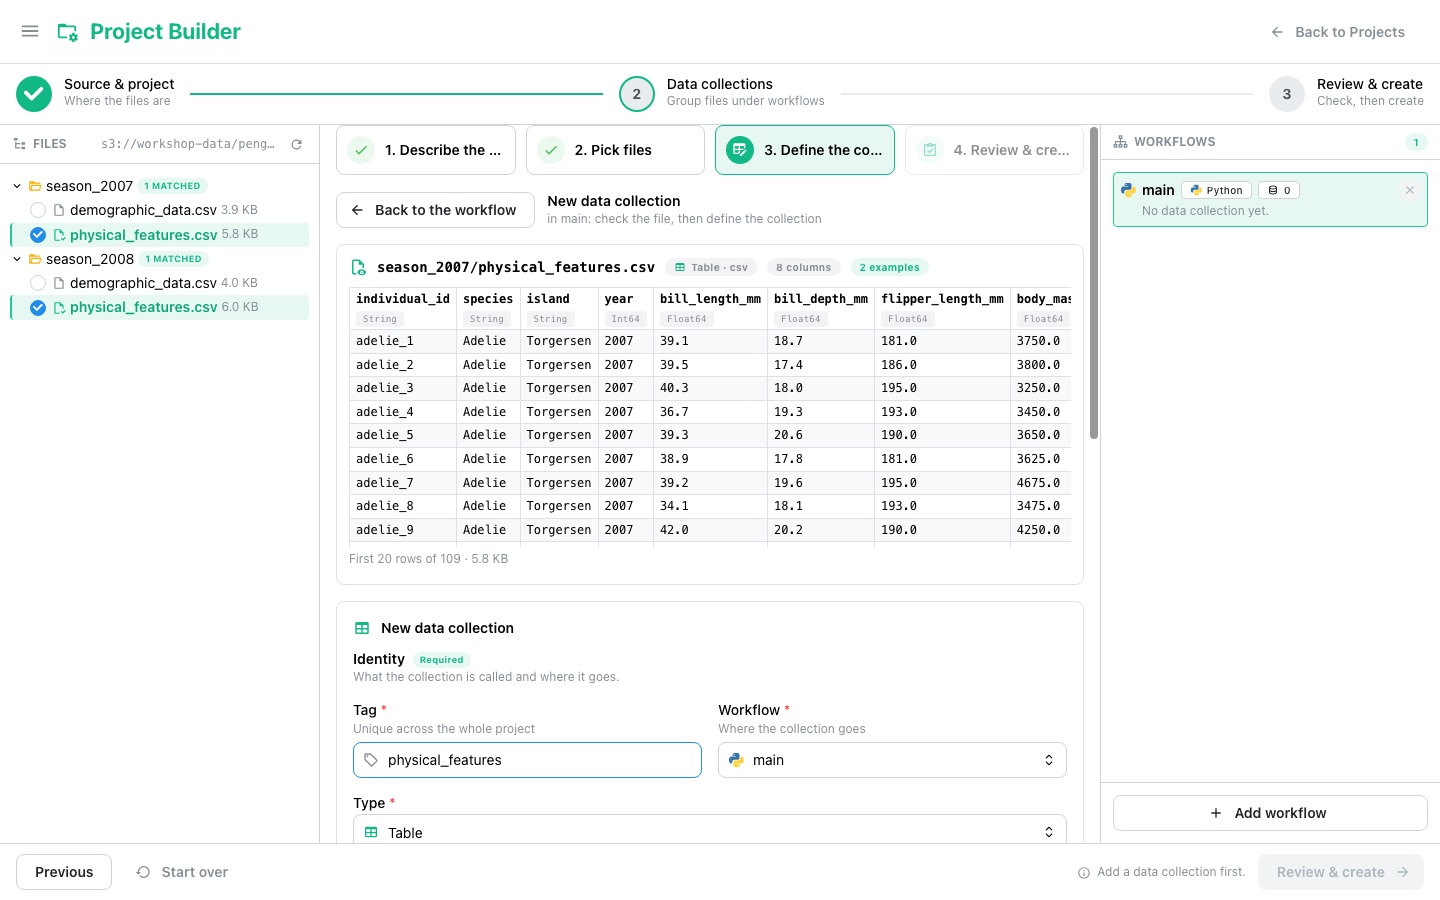 Project Builder
Back to Projects
Source & project
Where the files are
2
Data collections
Group files under workflows
3
Review & create
Check, then create
FILES
s3://workshop-data/peng…
season_2007
1 MATCHED
demographic_data.csv 3.9 KB
physical_features.csv 5.8 KB
season_2008
1 MATCHED
demographic_data.csv 4.0 KB
physical_features.csv 6.0 KB
1. Describe the ...
2. Pick files
3. Define the co...
4. Review & cre...
Back to the workflow
New data collection
in main: check the file, then define the collection
season_2007/physical_features.csv
Table · csv
8 columns
2 examples
individual_id species island year bill_length_mm bill_depth_mm flipper_length_mm body_mas
String String String Int64 Float64 Float64 Float64 Float64
adelie_1 Adelie Torgersen 2007 39.1 18.7 181.0 3750.0
adelie_2 Adelie Torgersen 2007 39.5 17.4 186.0 3800.0
adelie_3 Adelie Torgersen 2007 40.3 18.0 195.0 3250.0
adelie_4 Adelie Torgersen 2007 36.7 19.3 193.0 3450.0
adelie_5 Adelie Torgersen 2007 39.3 20.6 190.0 3650.0
adelie_6 Adelie Torgersen 2007 38.9 17.8 181.0 3625.0
adelie_7 Adelie Torgersen 2007 39.2 19.6 195.0 4675.0
adelie_8 Adelie Torgersen 2007 34.1 18.1 193.0 3475.0
adelie_9 Adelie Torgersen 2007 42.0 20.2 190.0 4250.0
First 20 rows of 109 · 5.8 KB
New data collection
Identity
Required
What the collection is called and where it goes.
Tag *
Unique across the whole project
physical_features
Workflow *
Where the collection goes
main
Type *
Table
WORKFLOWS
1
main
Python
0
No data collection yet.
Add workflow
Previous
Start over
Add a data collection first.
Review & create